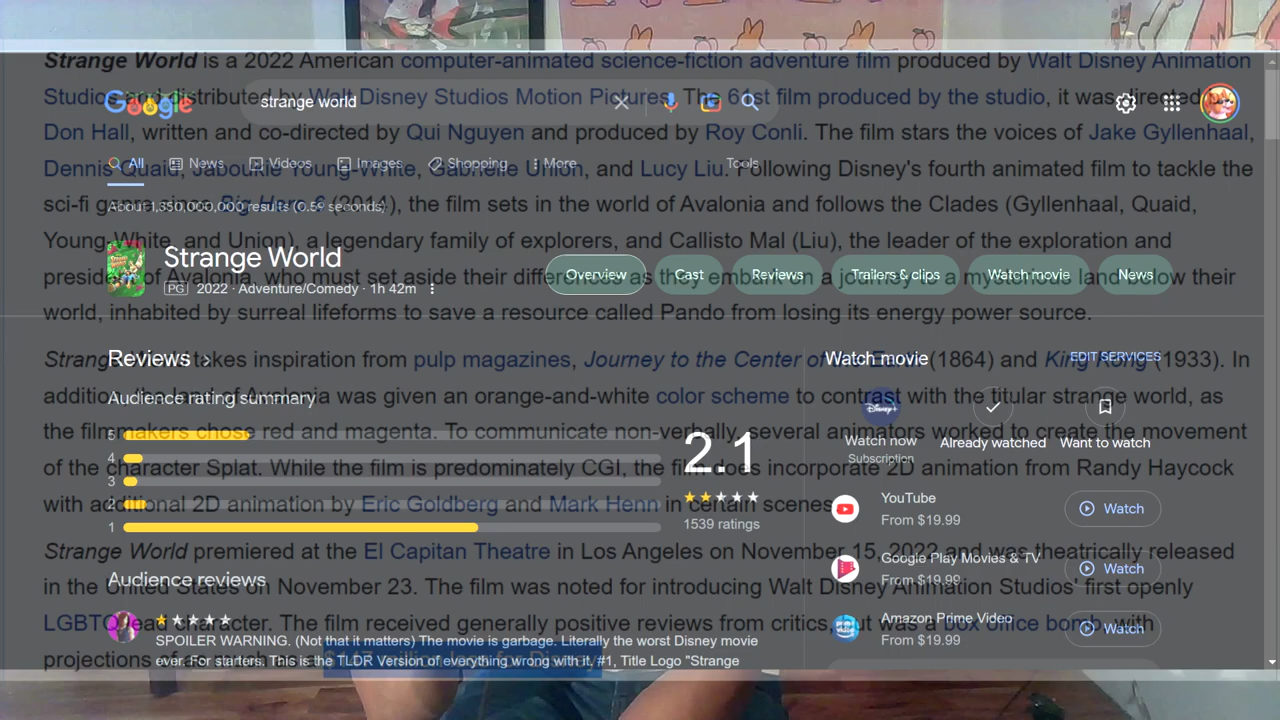 Strange World is a 2022 American computer-animated science-fiction adventure film produced by Walt Disney Animation
Studios and distributed by Walt Disney Studios Motion Pictures. The 61st film produced by the studio, it was directed by
Google
strange world
Don Hall, written and co-directed by Qui Nguyen and produced by Roy Conli. The film stars the voices of Jake Gyllenhaal,
Dennis Quaid, Jaboukie Young-White, Gabrielle Union, and Lucy Liu. Following Disney's fourth animated film to tackle the
All News Videos Images Shopping More Tools
sci-fi genre since Big Hero 6 (2014), the film sets in the world of Avalonia and follows the Clades (Gyllenhaal, Quaid,
About 1,350,000,000 results (0.59 seconds)
Young-White, and Union), a legendary family of explorers, and Callisto Mal (Liu), the leader of the exploration and
Strange World
president of Avalonia, who must set aside their differences as they embark on a journey to a mysterious land below their
Overview Cast Reviews Trailers & clips Watch movie News
PG 2022 · Adventure/Comedy · 1h 42m
world, inhabited by surreal lifeforms to save a resource called Pando from losing its energy power source.
Strange World takes inspiration from pulp magazines, Journey to the Center of the Earth (1864) and King Kong (1933). In
Reviews
Watch movie
EDIT SERVICES
addition, the land of Avalonia was given an orange-and-white color scheme to contrast with the titular strange world, as
Audience rating summary
the film makers chose red and magenta. To communicate non-verbally, several animators worked to create the movement
5
4
3
2
1
2.1
1539 ratings
Disney+
Watch now
Subscription
Already watched
Want to watch
of the character Splat. While the film is predominately CGI, the film does incorporate 2D animation from Randy Haycock
with additional 2D animation by Eric Goldberg and Mark Henn in certain scenes.
YouTube
From $19.99
Watch
Strange World premiered at the El Capitan Theatre in Los Angeles on November 15, 2022 and was theatrically released
Google Play Movies & TV
From $19.99
Watch
in the United States on November 23. The film was noted for introducing Walt Disney Animation Studios' first openly
Audience reviews
LGBTQ lead character. The film received generally positive reviews from critics, but was a box office bomb with
Amazon Prime Video
From $19.99
Watch
prime video
SPOILER WARNING. (Not that it matters) The movie is garbage. Literally the worst Disney movie
ever. For starters. This is the TLDR Version of everything wrong with it, #1, Title Logo "Strange
projections of